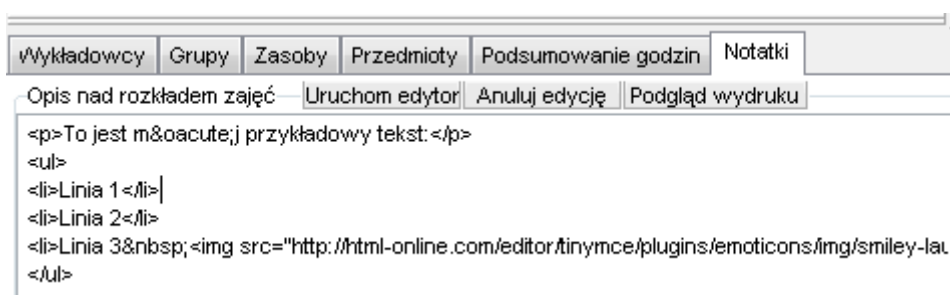 Wykładowcy Grupy Zasoby Przedmioty Podsumowanie godzin Notatki
Opis nad rozkładem zajęć Uruchom edytor Anuluj edycję Podgląd wydruku
<p>To jest m&oacute;j przykładowy tekst:</p>
<ul>
<li>Linia 1</li>
<li>Linia 2</li>
<li>Linia 3&nbsp;<img src="http://html-online.com/editor/tinymce/plugins/emoticons/img/smiley-lau
</ul>